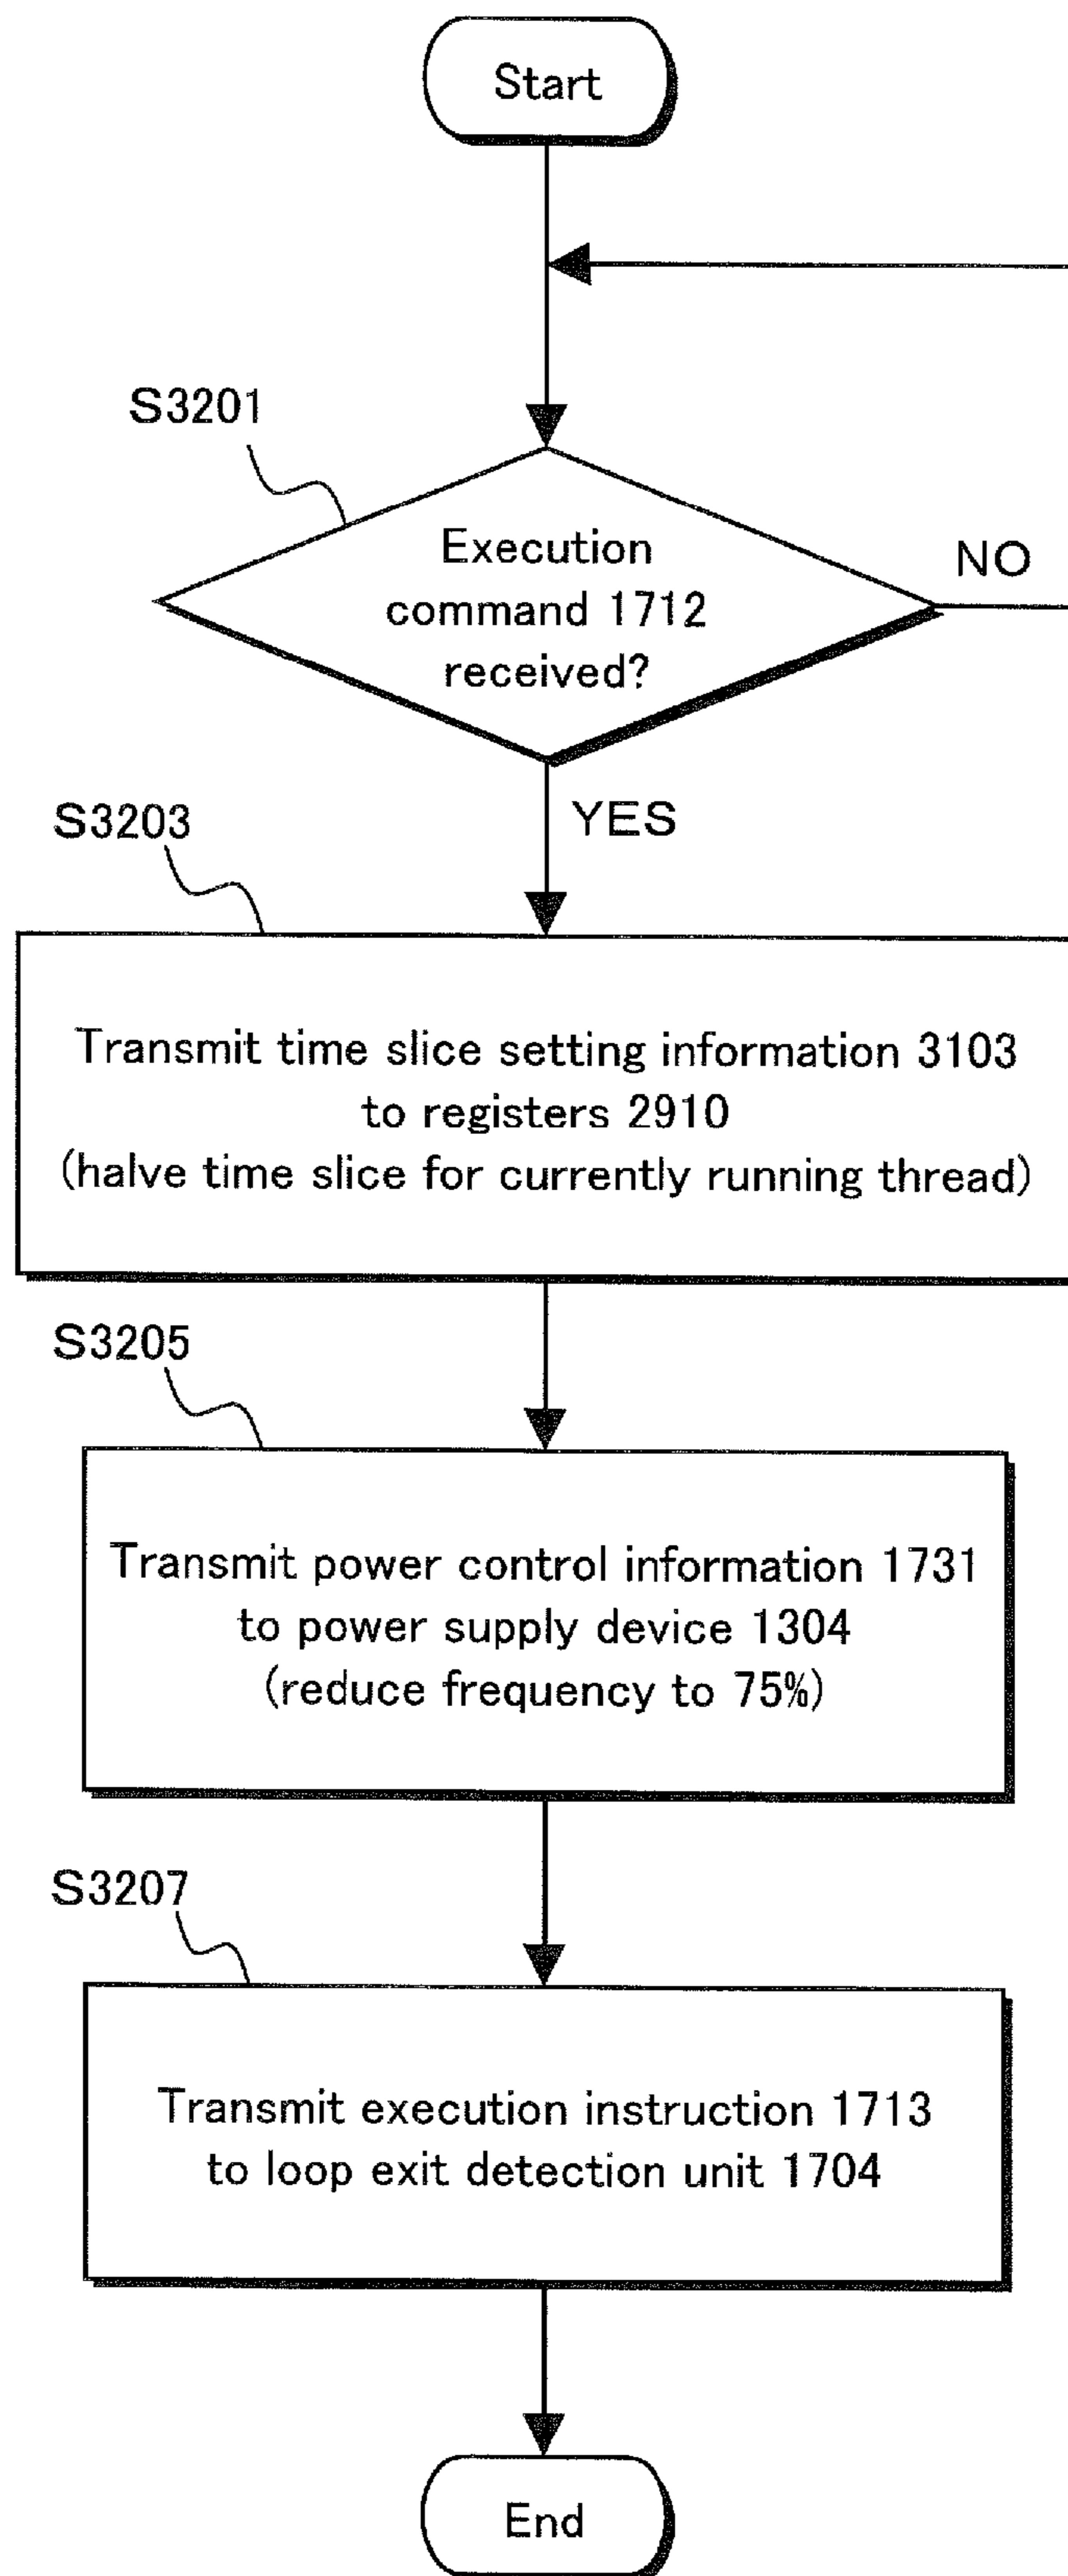 Start
S3201
Execution
command 1712
received?
NO
YES
S3203
Transmit time slice setting information 3103
to registers 2910
(halve time slice for currently running thread)
S3205
Transmit power control information 1731
to power supply device 1304
(reduce frequency to 75%)
S3207
Transmit execution instruction 1713
to loop exit detection unit 1704
End